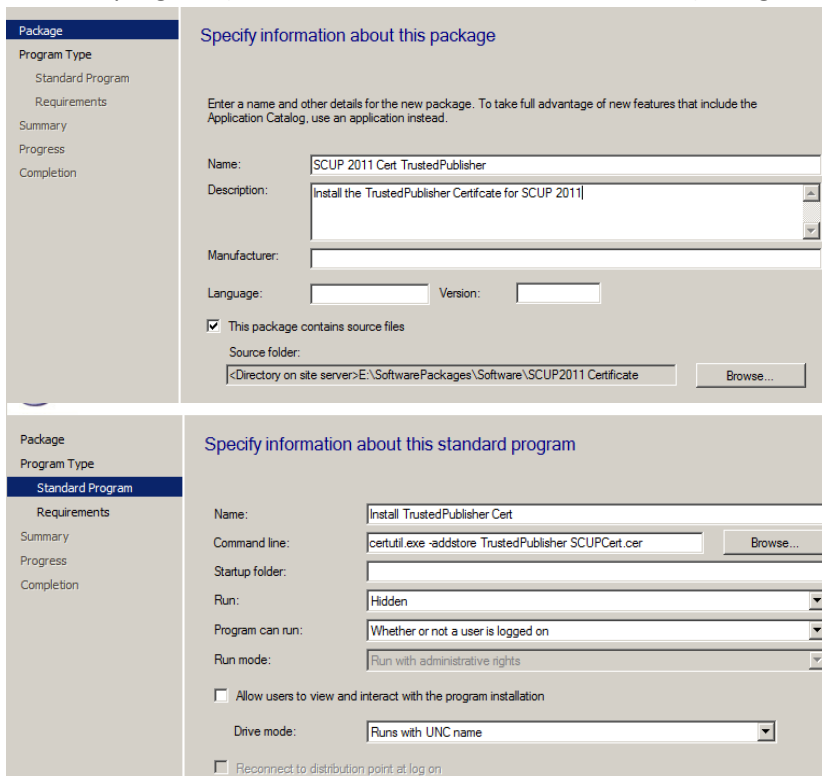 Package
Specify information about this package
Program Type
Standard Program
Requirements
Enter a name and other details for the new package. To take full advantage of new features that include the
Application Catalog, use an application instead.
Summary
Progress
Completion
Name: SCUP 2011 Cert TrustedPublisher
Description: Install the TrustedPublisher Certifcate for SCUP 2011
Manufacturer:
Language: Version:
This package contains source files
Source folder:
<Directory on site server>E:\SoftwarePackages\Software\SCUP2011 Certificate Browse...
Package
Specify information about this standard program
Program Type
Standard Program
Requirements
Summary
Progress
Completion
Name: Install TrustedPublisher Cert
Command line: certutil.exe -addstore TrustedPublisher SCUPCert.cer Browse...
Startup folder:
Run: Hidden
Program can run: Whether or not a user is logged on
Run mode: Run with administrative rights
Allow users to view and interact with the program installation
Drive mode: Runs with UNC name
Reconnect to distribution point at log on